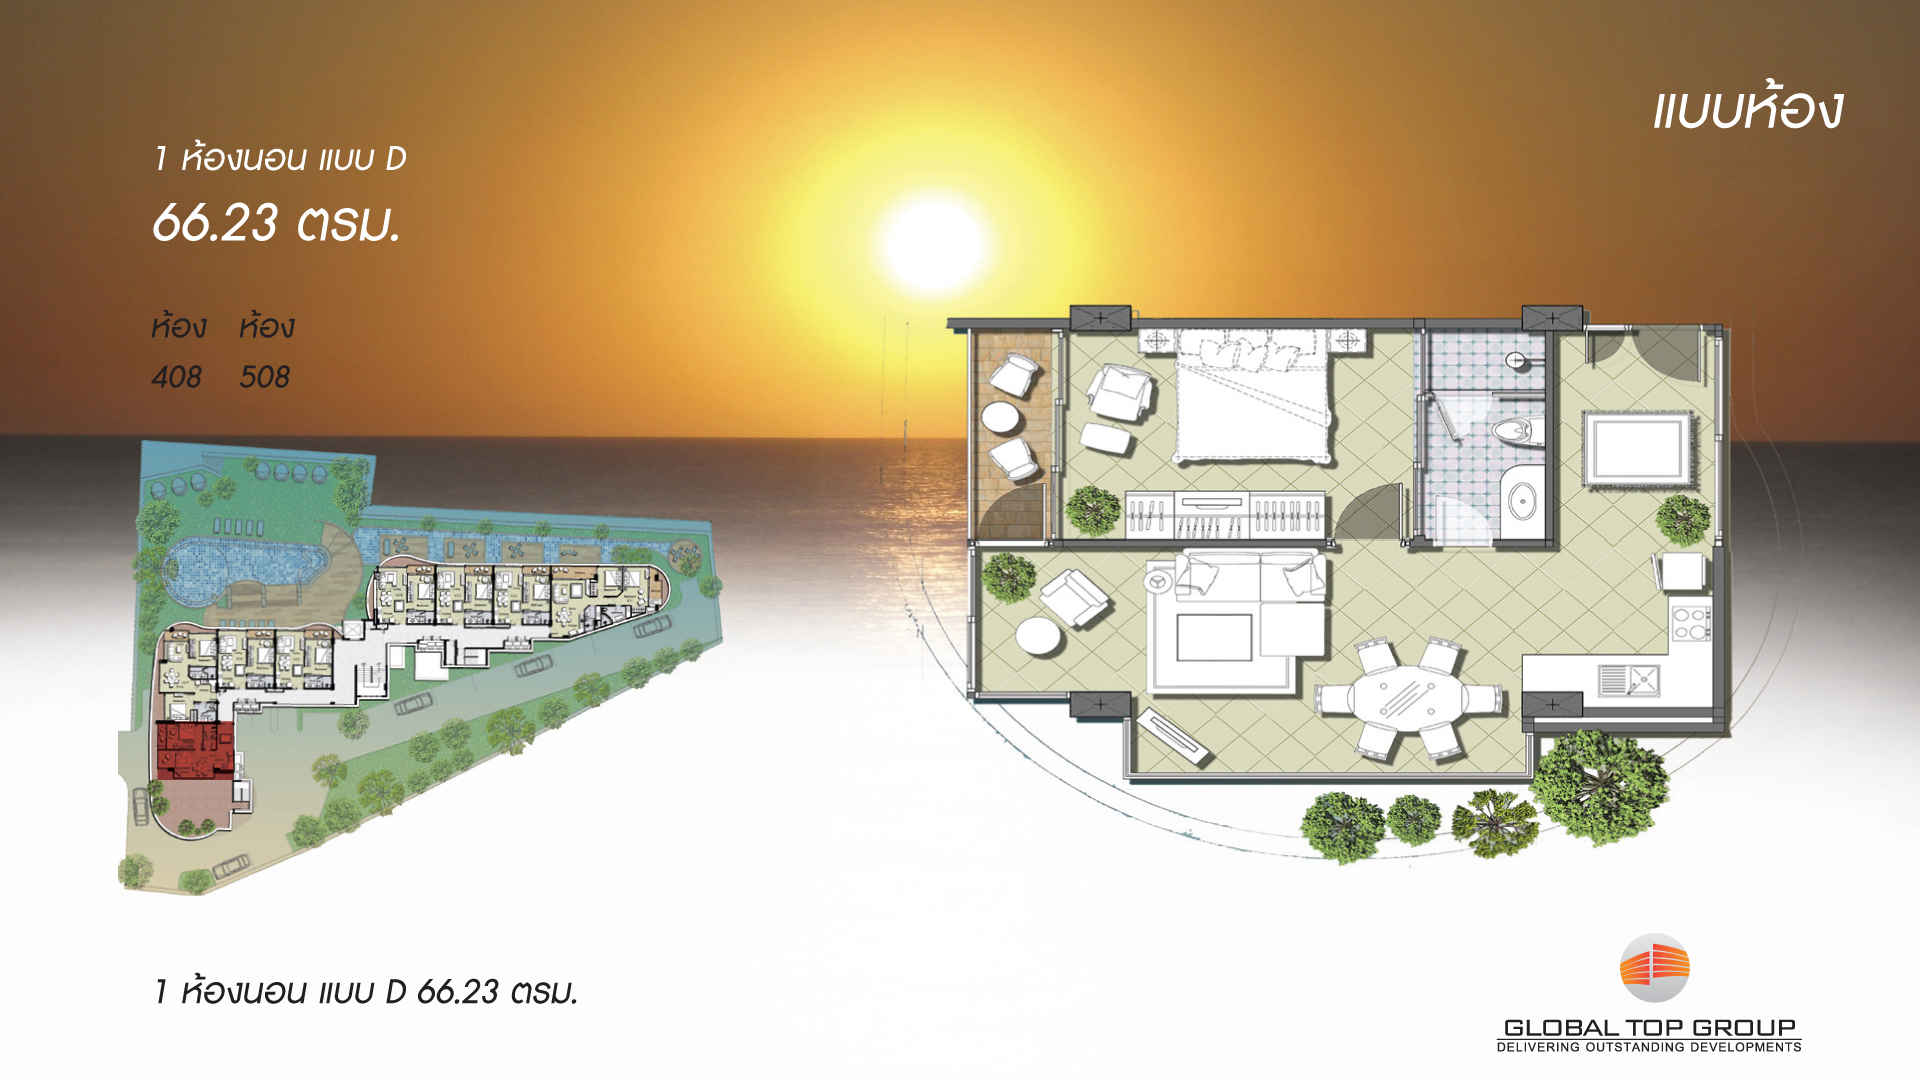 แบบห้อง
1 ห้องนอน แบบ D
66.23 ตรม.
ห้อง ห้อง
408 508
1 ห้องนอน แบบ D 66.23 ตรม.
GLOBAL TOP GROUP
DELIVERING OUTSTANDING DEVELOPMENTS